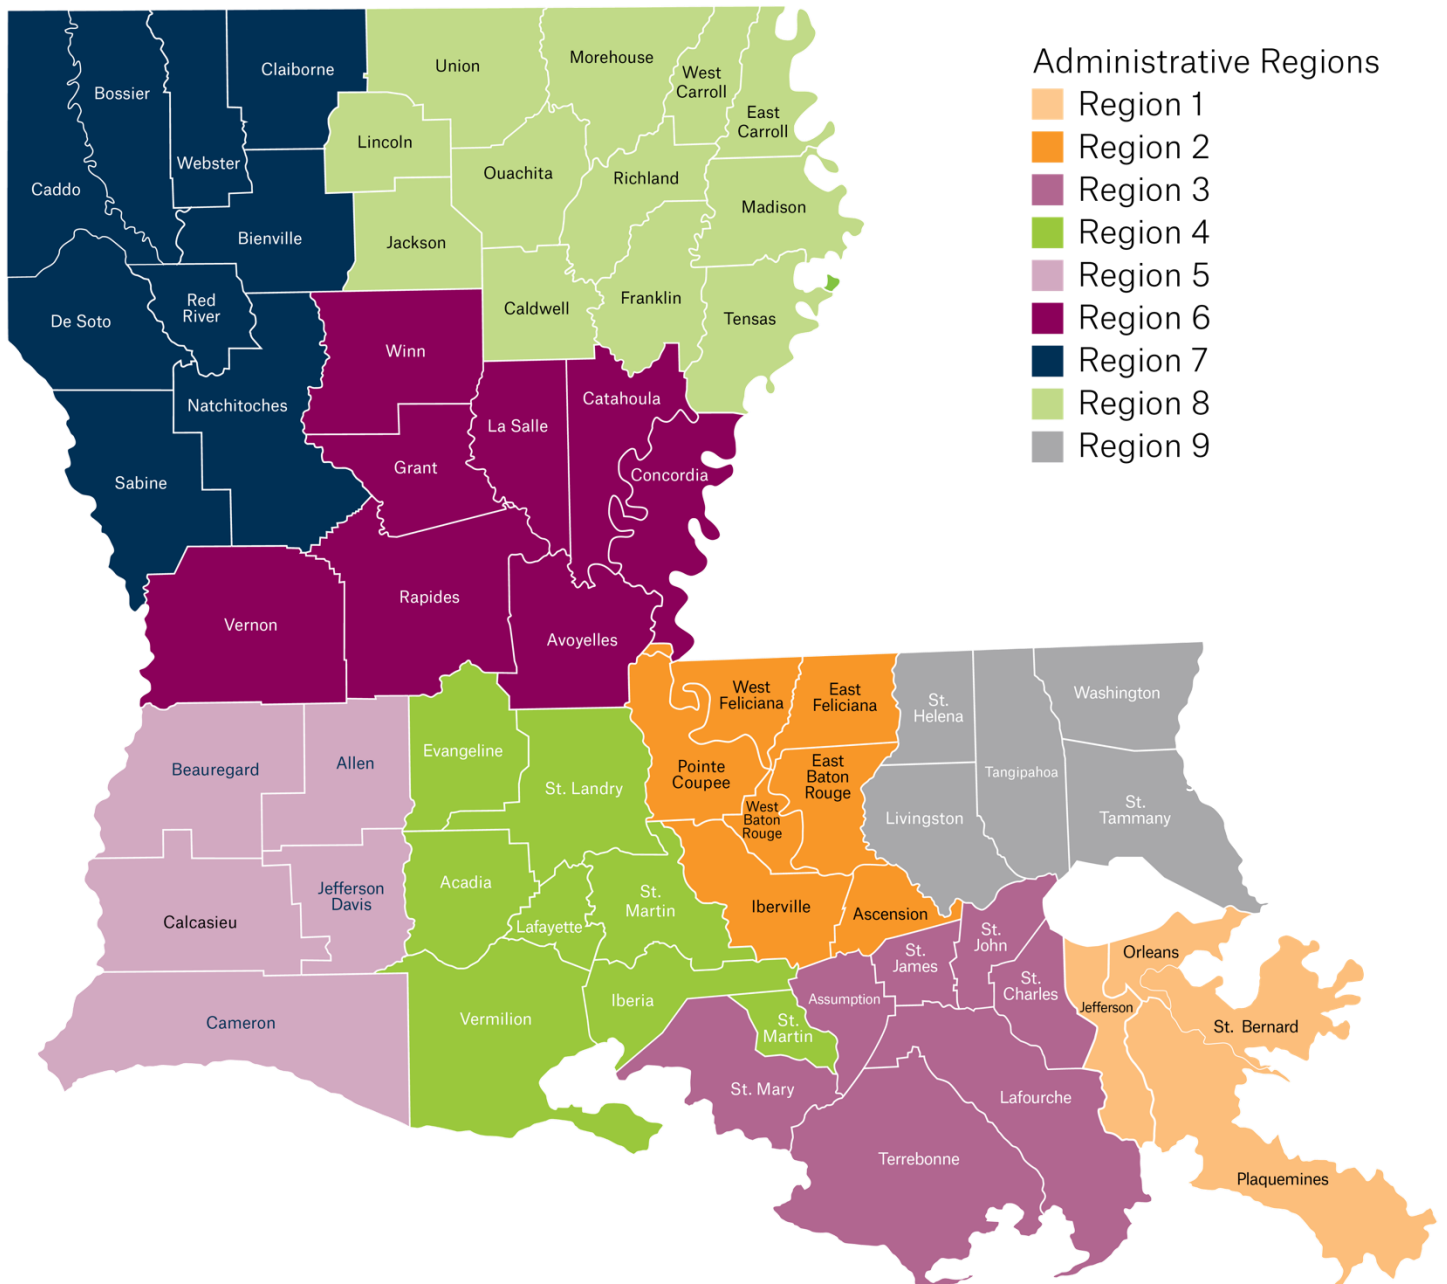 Administrative Regions
Region 1
Region 2
Region 3
Region 4
Region 5
Region 6
Region 7
Region 8
Region 9
Claiborne
Bossier
Webster
Caddo
Bienville
De Soto
Red
River
Natchitoches
Sabine
Union
Morehouse
West
Carroll
East
Carroll
Lincoln
Ouachita
Richland
Madison
Jackson
Caldwell
Franklin
Tensas
Winn
La Salle
Catahoula
Grant
Concordia
Vernon
Rapides
Avoyelles
Beauregard
Allen
Calcasieu
Jefferson
Davis
Cameron
Evangeline
St. Landry
Acadia
Lafayette
St.
Martin
Vermilion
Iberia
St.
Martin
West
Feliciana
East
Feliciana
Pointe
Coupee
West
Baton
Rouge
East
Baton
Rouge
Iberville
Ascension
St.
Helena
Tangipahoa
Washington
Livingston
St.
Tammany
St.
James
St.
John
St.
Charles
Assumption
St. Mary
Lafourche
Terrebonne
Orleans
Jefferson
St. Bernard
Plaquemines